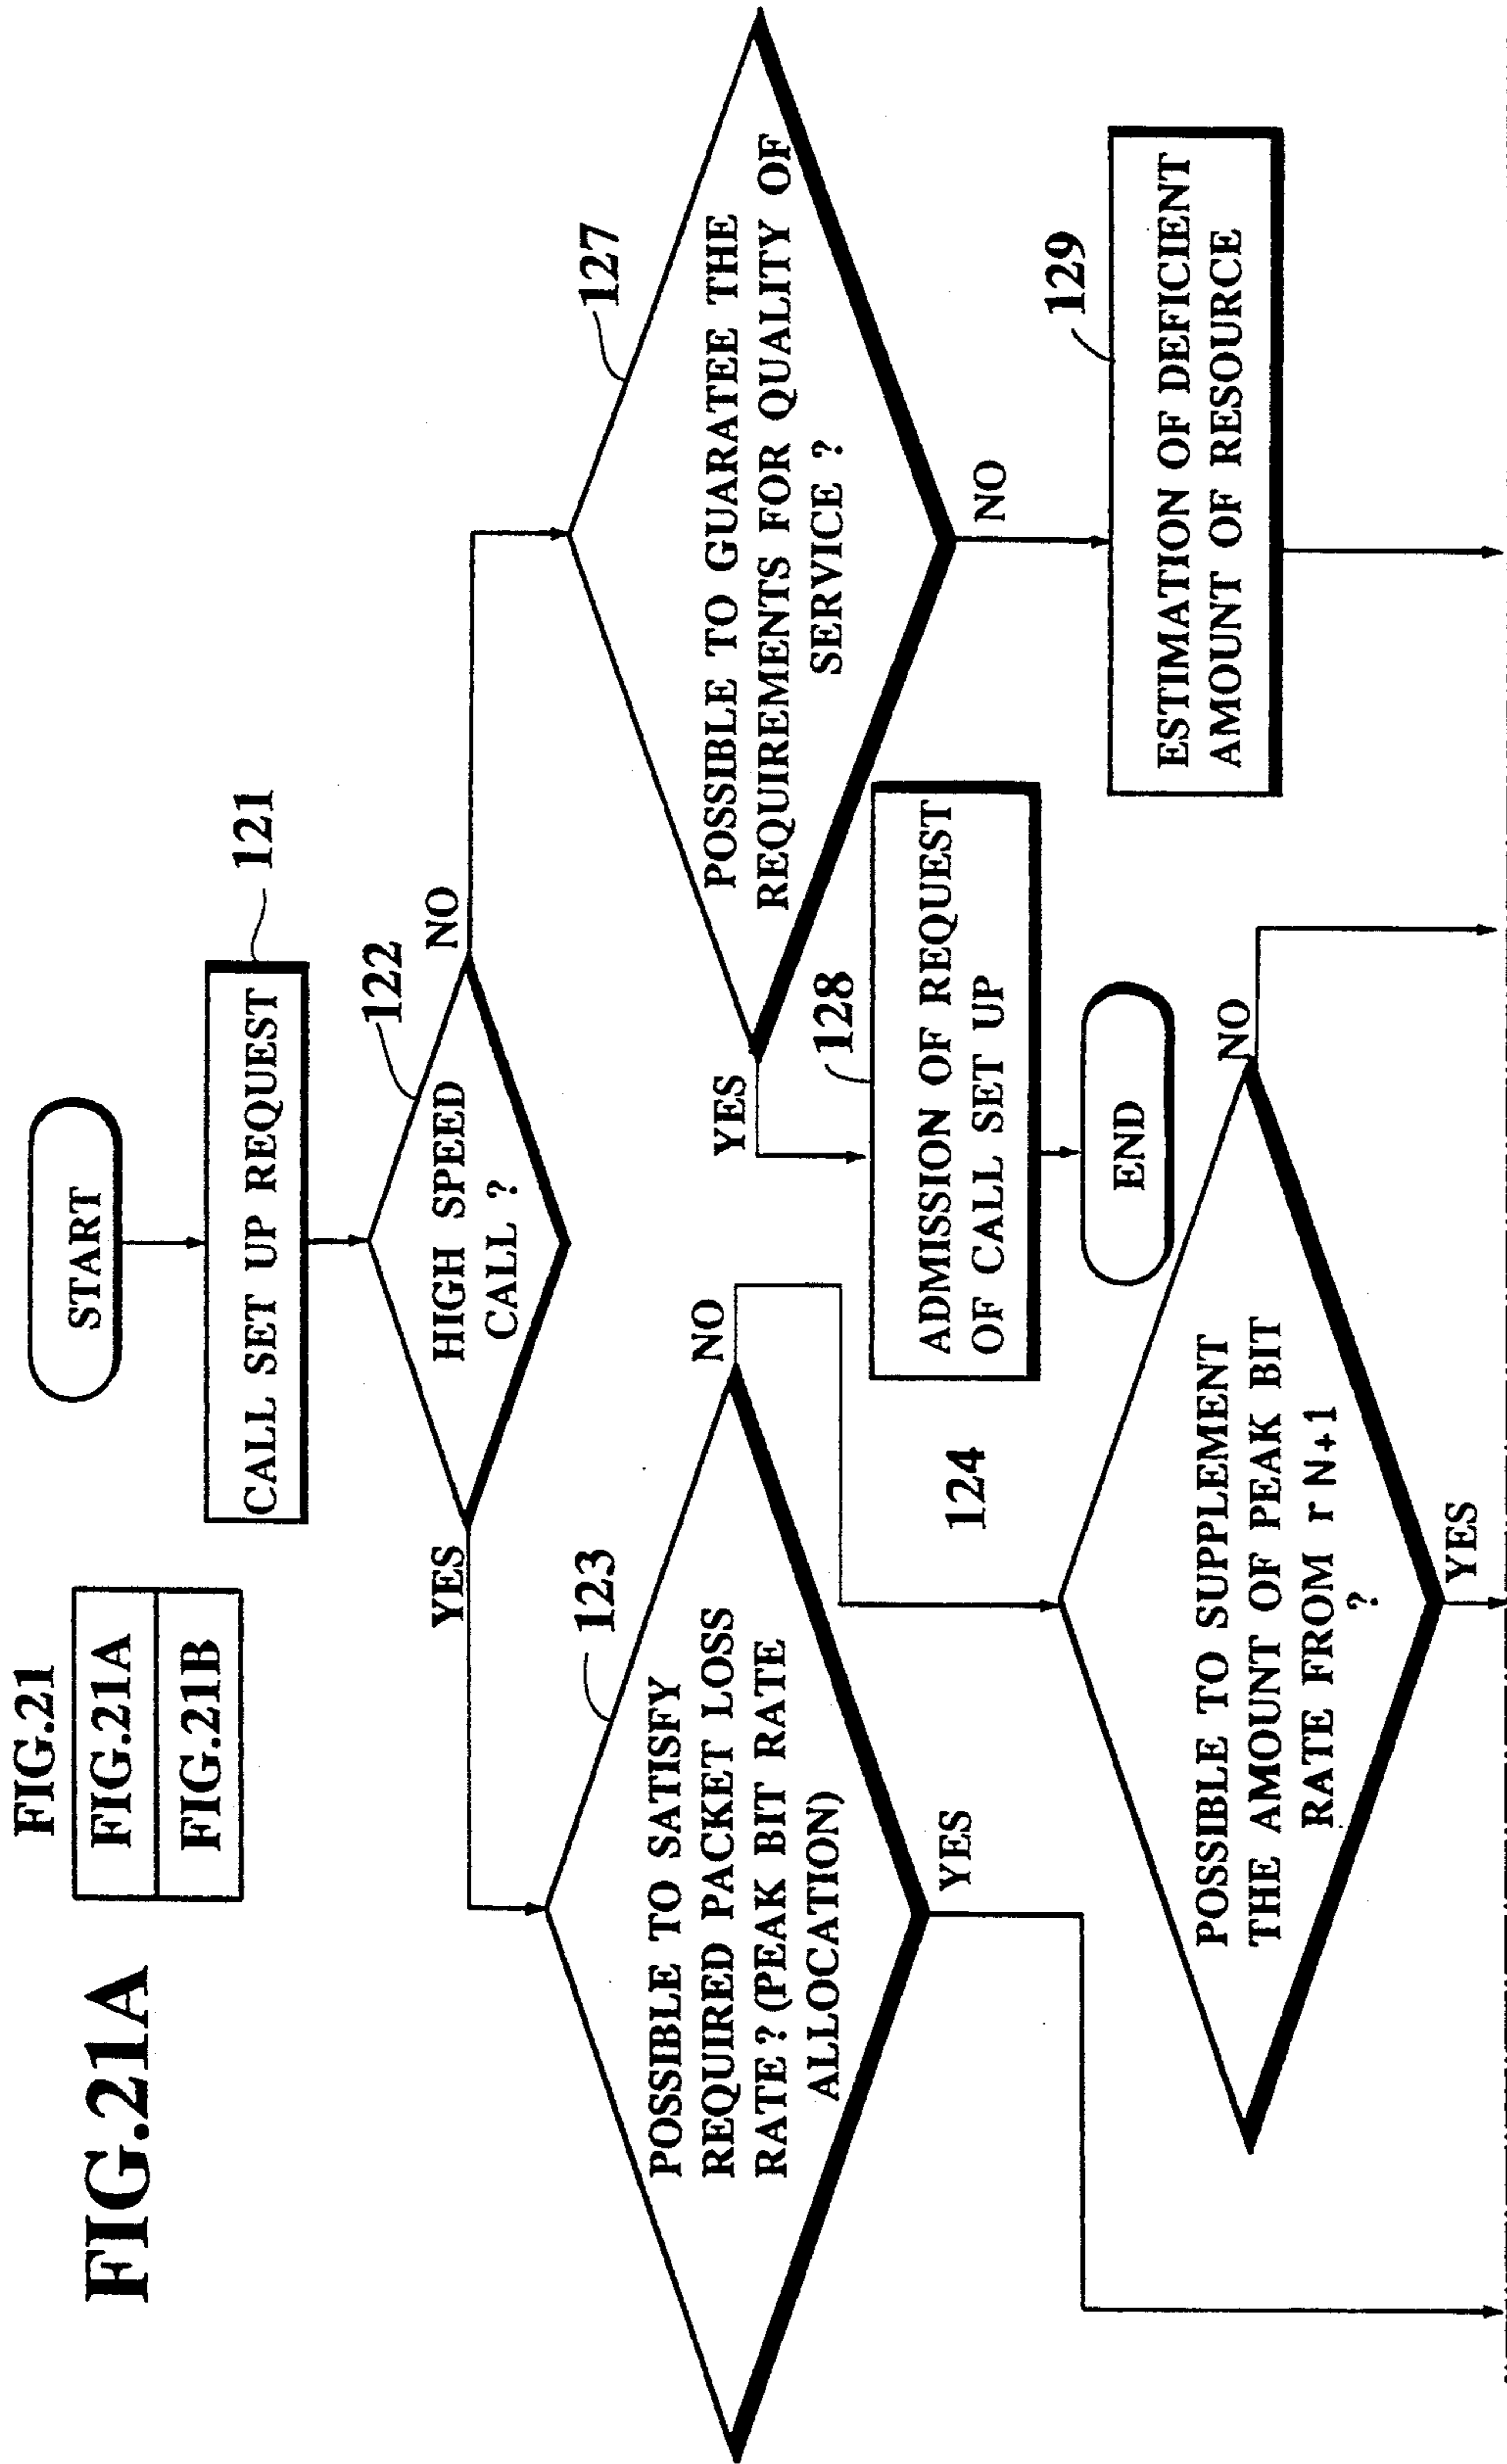 FIG.21A
FIG.21
FIG.21A
FIG.21B
START
CALL SET UP REQUEST
121
HIGH SPEED
CALL ?
122
YES
NO
POSSIBLE TO SATISFY
REQUIRED PACKET LOSS
RATE ? (PEAK BIT RATE
ALLOCATION)
123
NO
YES
POSSIBLE TO GUARATEE THE
REQUIREMENTS FOR QUALITY OF
SERVICE ?
127
YES
NO
128
ADMISSION OF REQUEST
OF CALL SET UP
END
129
ESTIMATION OF DEFICIENT
AMOUNT OF RESOURCE
124
POSSIBLE TO SUPPLEMENT
THE AMOUNT OF PEAK BIT
RATE FROM r N+1
?
NO
YES